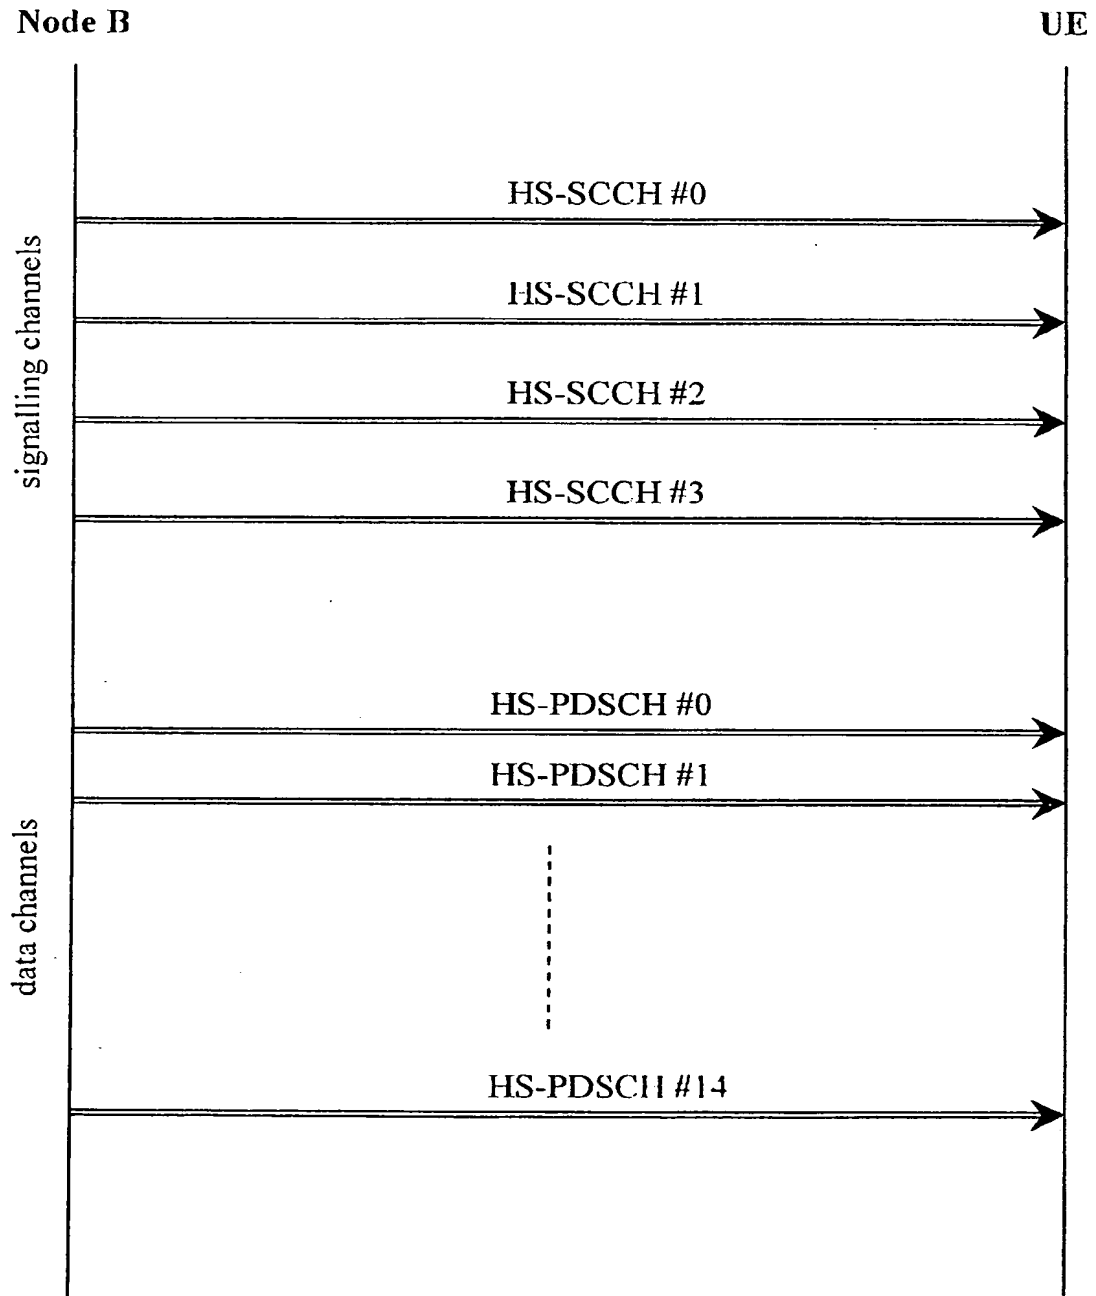 Node B
UE
HS-SCCH #0
HS-SCCH #1
HS-SCCH #2
HS-SCCH #3
signalling channels
HS-PDSCH #0
HS-PDSCH #1
data channels
HS-PDSCH #14